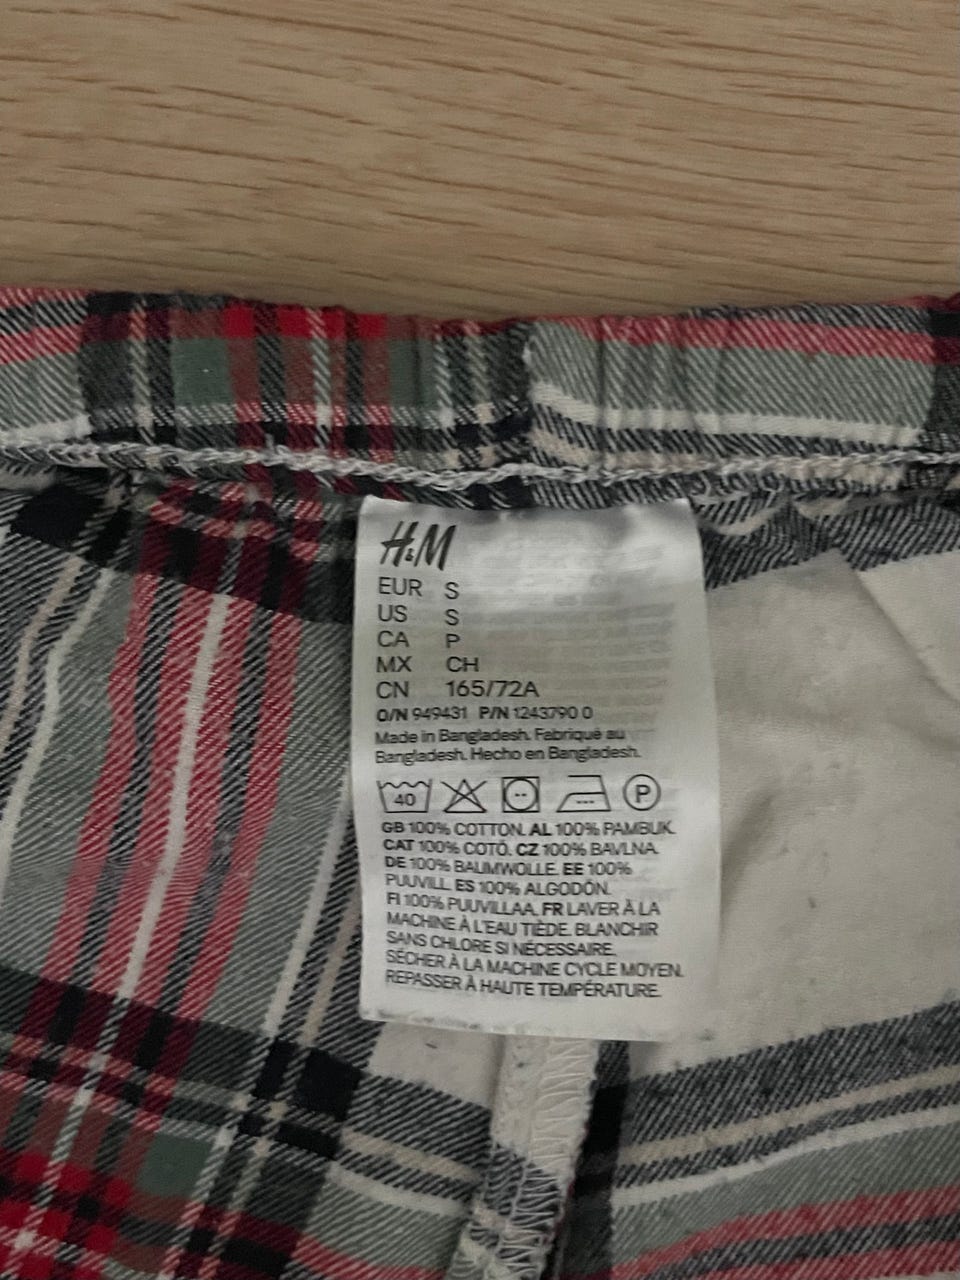 H&M
EUR S
US S
CA P
MX CH
CN 165/72A
O/N 949431 P/N 1243790 0
Made in Bangladesh. Fabriqué au
Bangladesh. Hecho en Bangladesh.
40 P
GB 100% COTTON. AL 100% PAMBUK.
CAT 100% COTÓ. CZ 100% BAVLNA.
DE 100% BAUMWOLLE. EE 100%
PUUVILL. ES 100% ALGODÓN.
FI 100% PUUVILLAA. FR LAVER À LA
MACHINE À L'EAU TIÈDE. BLANCHIR
SANS CHLORE SI NÉCESSAIRE.
SÉCHER À LA MACHINE CYCLE MOYEN.
REPASSER À HAUTE TEMPÉRATURE.